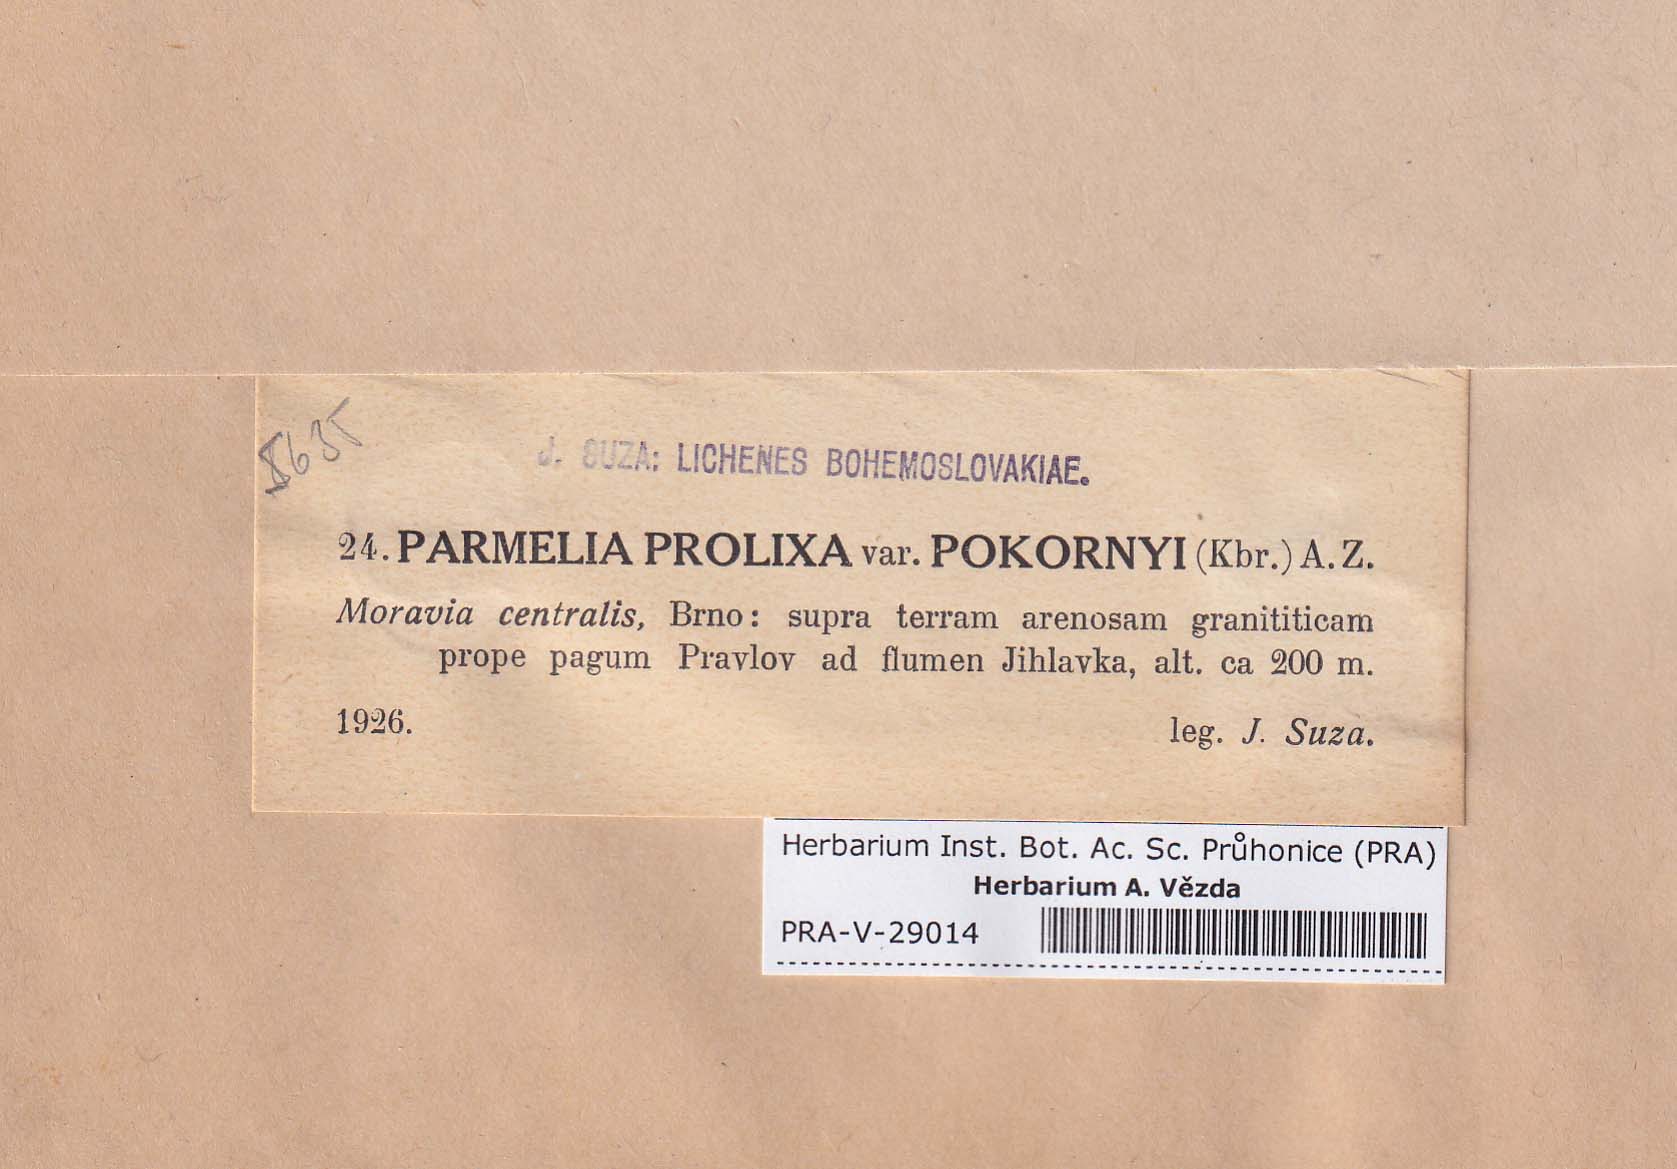 J. SUZA: LICHENES BOHEMOSLOVAKIAE.
24. PARMELIA PROLIXA var. POKORNYI (Kbr.) A. Z.
Moravia centralis, Brno: supra terram arenosam granititicam
prope pagum Pravlov ad flumen Jihlavka, alt. ca 200 m.
1926. leg. J. Suza.
Herbarium Inst. Bot. Ac. Sc. Průhonice (PRA)
Herbarium A. Vězda
PRA-V-29014